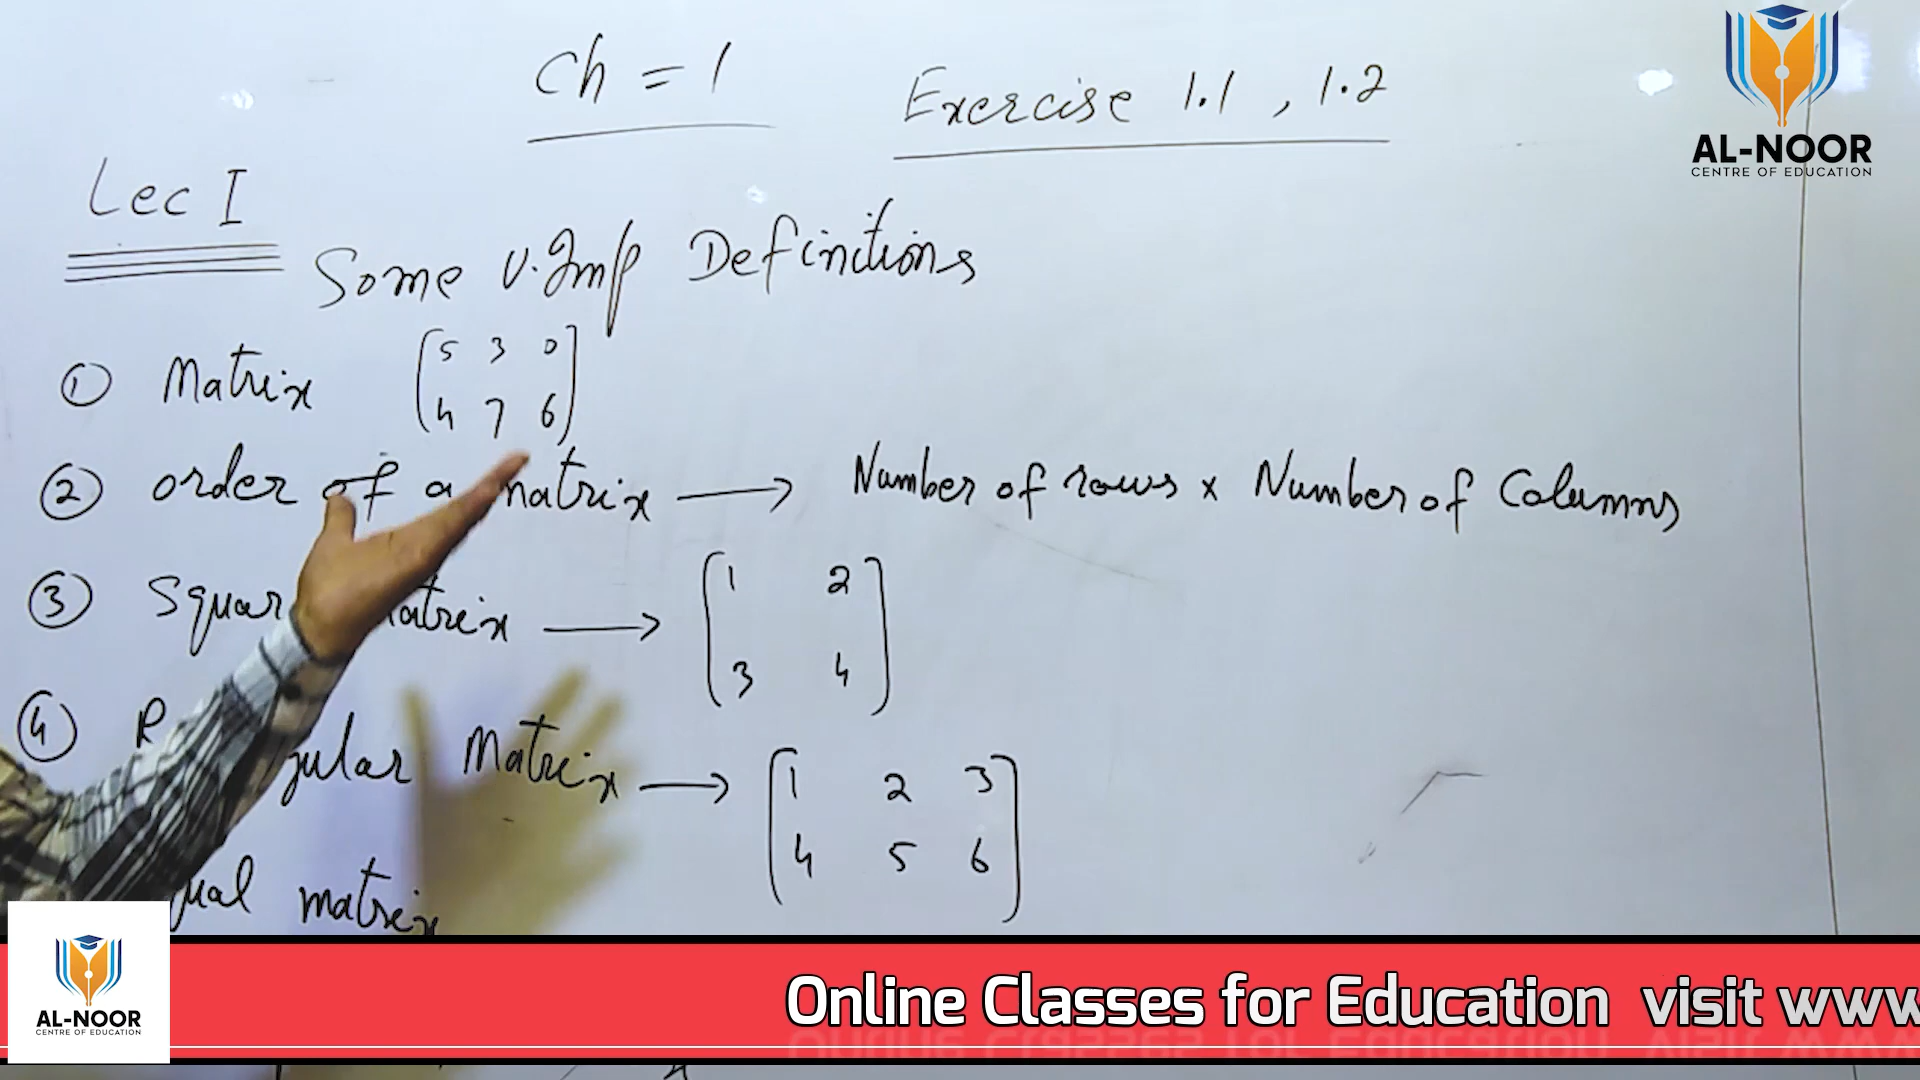 Ch = 1
Exercise 1.1 , 1.2
AL-NOOR
CENTRE OF EDUCATION
Lec I
Some V.Imp Definitions
① Matrix [5 3 0
4 7 6]
② order of a matrix → Number of rows × Number of Columns
③ Squar atrix → [1 2
3 4]
④ R gular Matrix → [1 2 3
4 5 6]
ual matrix
AL-NOOR
CENTRE OF EDUCATION
Online Classes for Education visit www